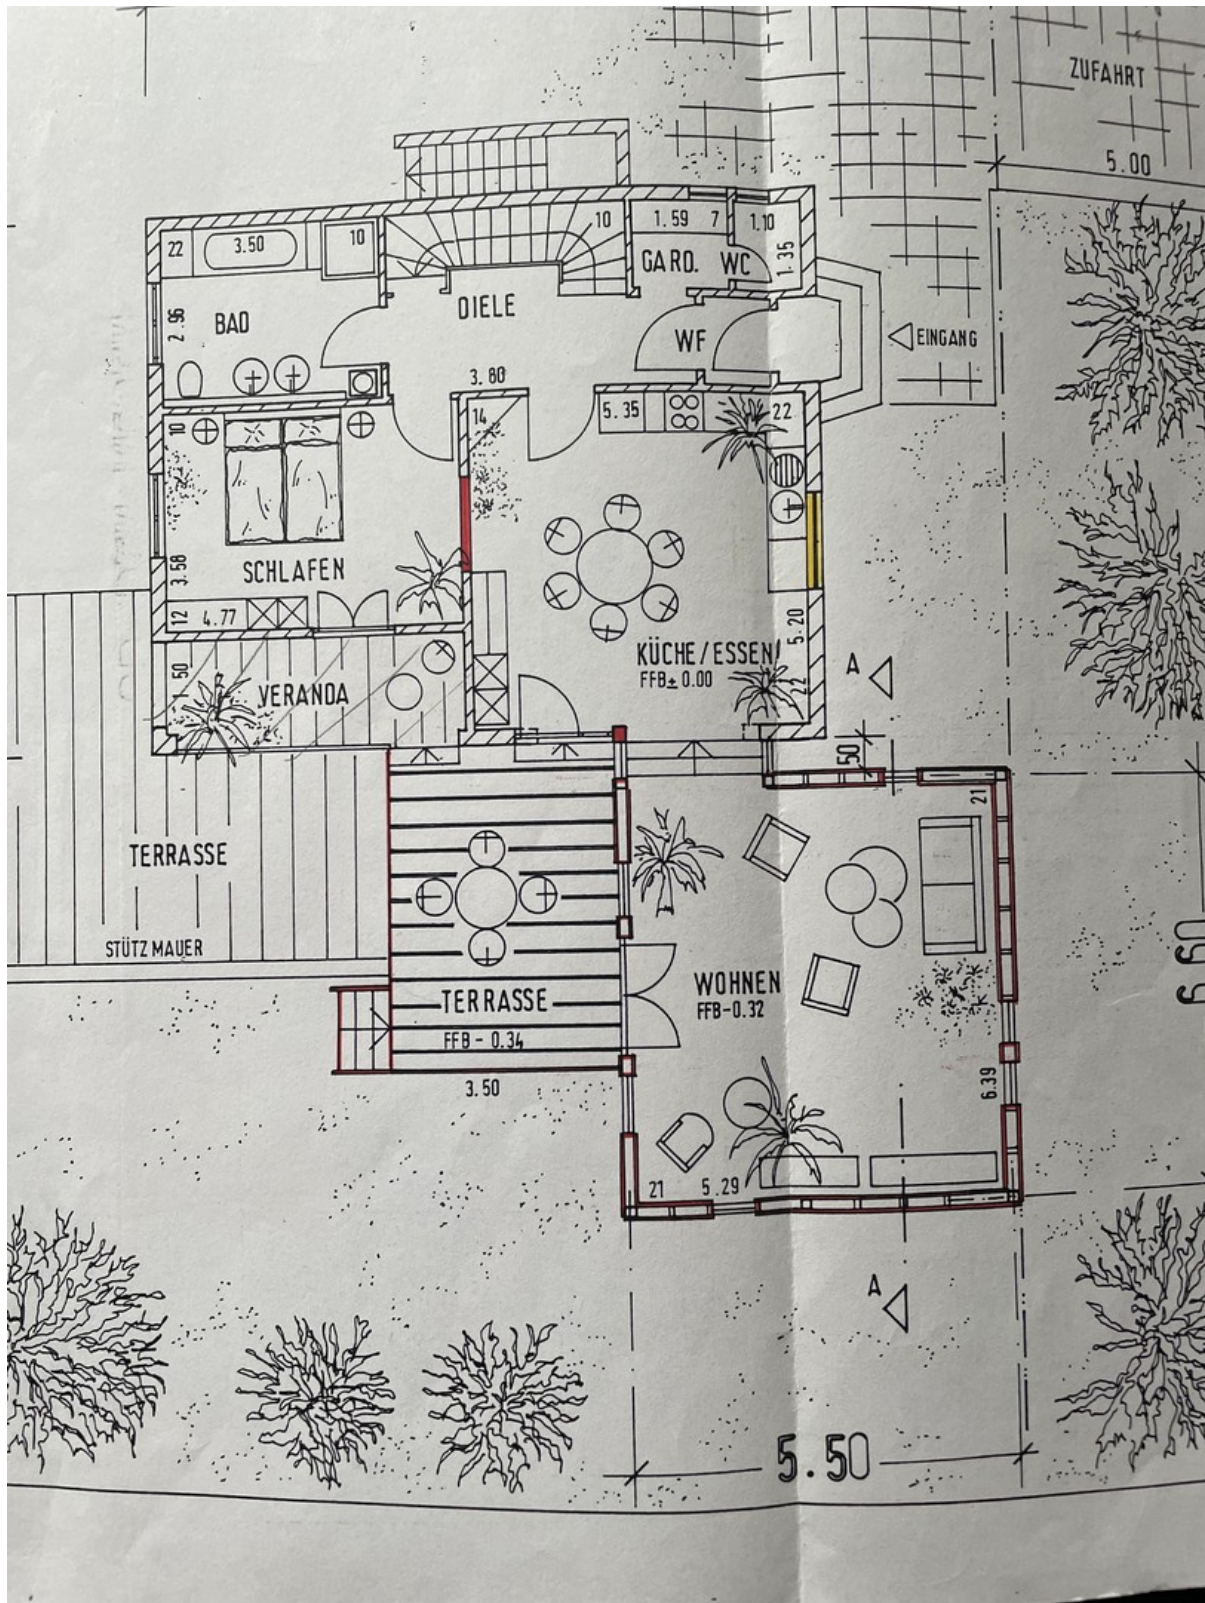 ZUFAHRT
5.00
22
3.50
10
10
1.59
7
1.10
GARD.
WC
1.35
2.96
BAD
DIELE
WF
EINGANG
3.80
14
5.35
22
10
3.58
SCHLAFEN
12
4.77
5.20
KÜCHE/ESSEN
FFB± 0.00
22
A
50
VERANDA
50
21
TERRASSE
STÜTZMAUER
TERRASSE
FFB - 0.34
3.50
WOHNEN
FFB-0.32
6.60
6.39
21
5.29
A
5.50